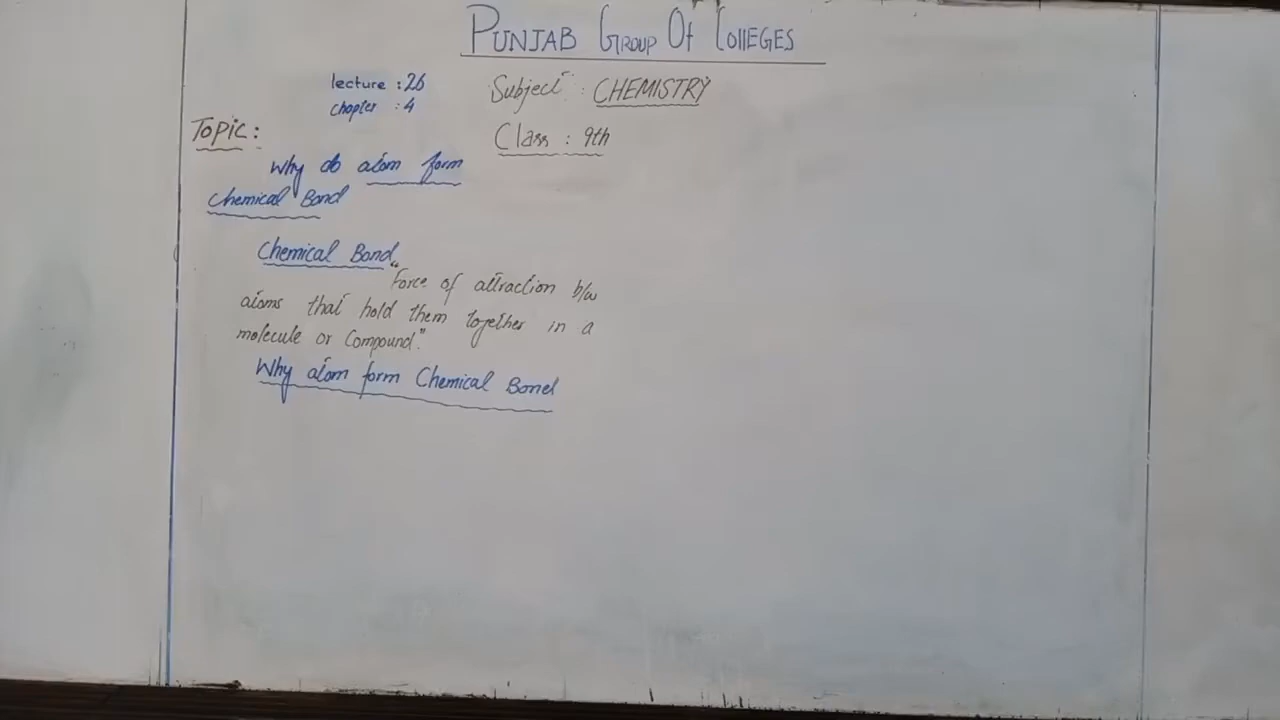 PUNJAB GROUP Of COllEGES
lecture : 26
chapter : 4
Subject : CHEMISTRY
Class : 9th
Topic :
Why do atom form
Chemical Bond
Chemical Bond
"Force of attraction b/w
atoms that hold them together in a
molecule or Compound."
Why atom form Chemical Bond